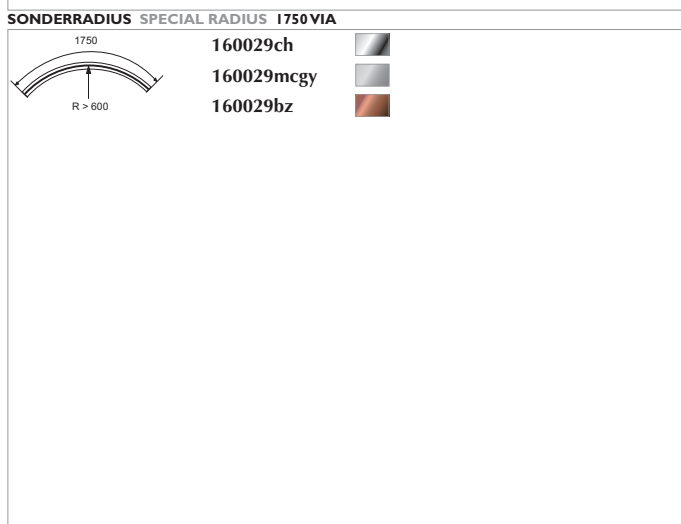 SONDERRADIUS SPECIAL RADIUS 1750 VIA
1750
R > 600
160029ch
160029mcgy
160029bz